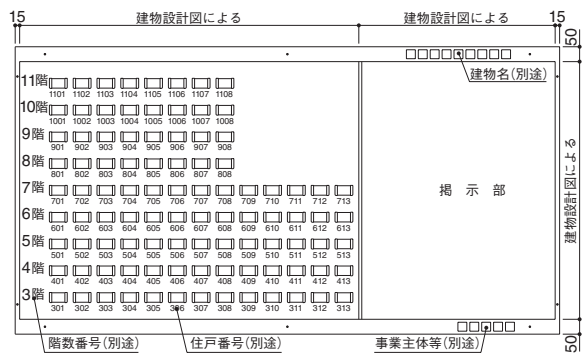 15 建物設計図による 建物設計図による 15
50
建物名(別途)
11階
1101 1102 1103 1104 1105 1106 1107 1108
10階
1001 1002 1003 1004 1005 1006 1007 1008
9階
901 902 903 904 905 906 907 908
8階
801 802 803 804 805 806 807 808
7階
701 702 703 704 705 706 707 708 709 710 711 712 713
掲示部
建物設計図による
6階
601 602 603 604 605 606 607 608 609 610 611 612 613
5階
501 502 503 504 505 506 507 508 509 510 511 512 513
4階
401 402 403 404 405 406 407 408 409 410 411 412 413
3階
301 302 303 304 305 306 307 308 309 310 311 312 313
階数番号(別途) 住戸番号(別途) 事業主体等(別途)
50